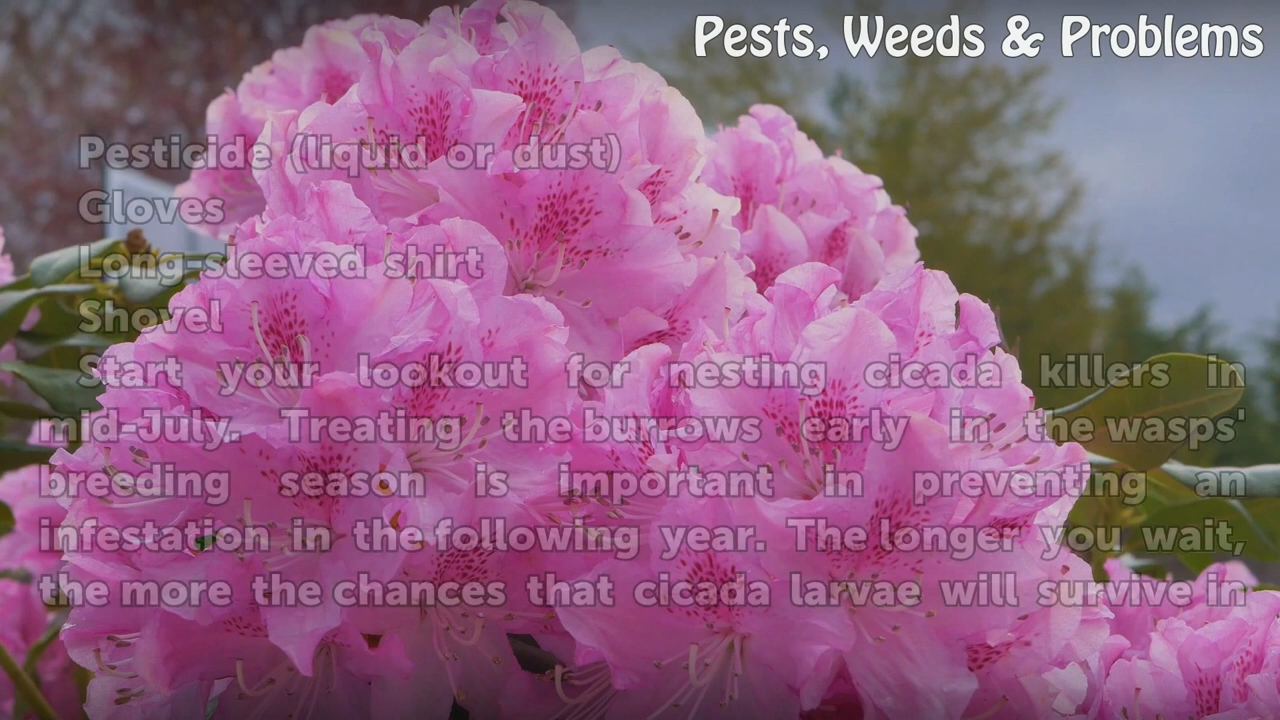 Pests, Weeds & Problems
Pesticide (liquid or dust)
Gloves
Long-sleeved shirt
Shovel
Start your lookout for nesting cicada killers in
mid-July. Treating the burrows early in the wasps'
breeding season is important in preventing an
infestation in the following year. The longer you wait,
the more the chances that cicada larvae will survive in